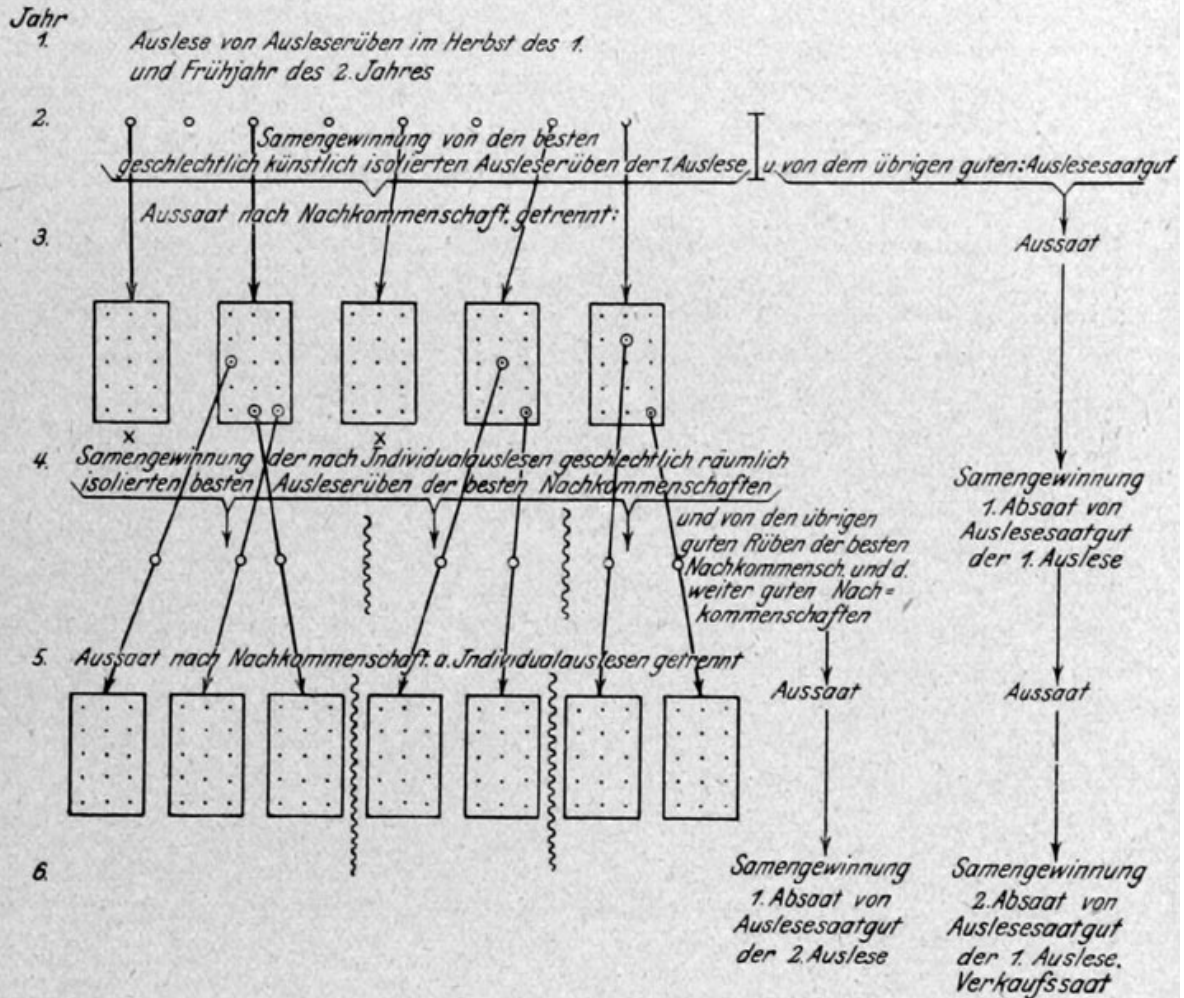 Jahr
1.
Auslese von Ausleserüben im Herbst des 1.
und Frühjahr des 2. Jahres
2.
Samengewinnung von den besten
geschlechtlich künstlich isolierten Ausleserüben der 1. Auslese
u. von dem übrigen guten: Auslesesaatgut
Aussaat nach Nachkommenschaft. getrennt:
3.
Aussaat
x
x
4.
Samengewinnung der nach Individualauslesen geschlechtlich räumlich
isolierten besten Ausleserüben der besten Nachkommenschaften
und von den übrigen
guten Rüben der besten
Nachkommensch. und d.
weiter guten Nach=
kommenschaften
Samengewinnung
1. Absaat von
Auslesesaatgut
der 1. Auslese
5.
Aussaat nach Nachkommenschaft. a. Individualauslesen getrennt
Aussaat
Aussaat
6.
Samengewinnung
1. Absaat von
Auslesesaatgut
der 2. Auslese
Samengewinnung
2. Absaat von
Auslesesaatgut
der 1. Auslese.
Verkaufssaat